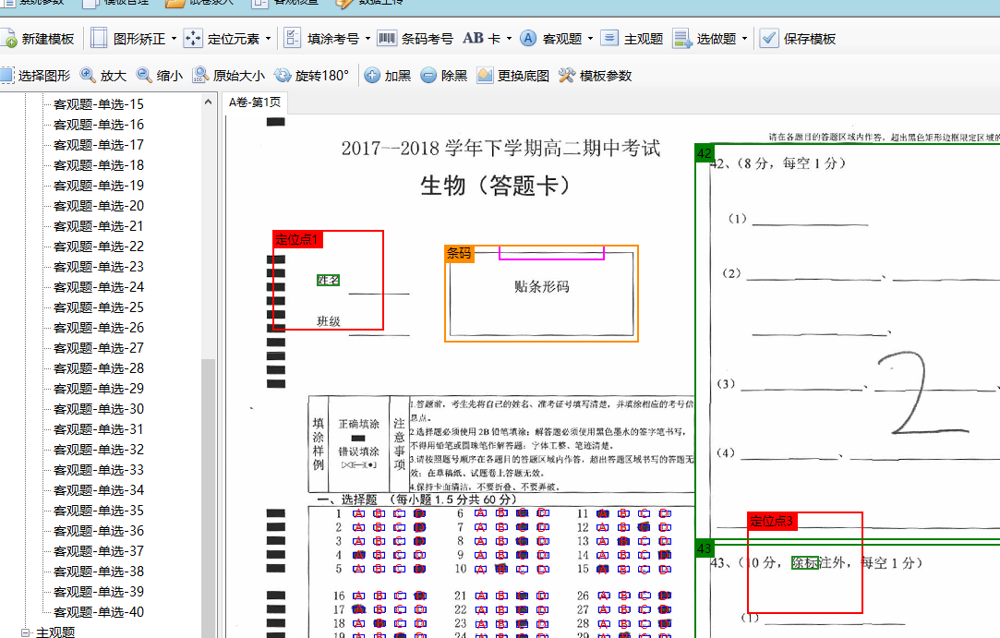 系统参数 模板管理 试卷录入 客观核查 数据上传
新建模板 图形矫正 定位元素 填涂考号 条码考号 AB 卡 A 客观题 主观题 选做题 保存模板
选择图形 放大 缩小 原始大小 旋转180° 加黑 除黑 更换底图 模板参数
客观题-单选-15
客观题-单选-16
客观题-单选-17
客观题-单选-18
客观题-单选-19
客观题-单选-20
客观题-单选-21
客观题-单选-22
客观题-单选-23
客观题-单选-24
客观题-单选-25
客观题-单选-26
客观题-单选-27
客观题-单选-28
客观题-单选-29
客观题-单选-30
客观题-单选-31
客观题-单选-32
客观题-单选-33
客观题-单选-34
客观题-单选-35
客观题-单选-36
客观题-单选-37
客观题-单选-38
客观题-单选-39
客观题-单选-40
主观题
A卷-第1页
2017--2018 学年下学期高二期中考试
生物（答题卡）
定位点1
姓名
班级
条码
贴条形码
填涂样例
正确填涂
错误填涂
注意事项
1.答题前，考生先将自己的姓名、准考证号填写清楚，并填涂相应的考号信
息点。
2.选择题必须使用 2B 铅笔填涂；解答题必须使用黑色墨水的签字笔书写，
不得用铅笔或圆珠笔作解答题；字体工整、笔迹清楚。
3.请按照题号顺序在各题目的答题区域内作答，超出答题区域书写的答题无
效；在草稿纸、试题卷上答题无效。
4.保持卡面清洁，不要折叠、不要弄破。
一、选择题 （每小题 1.5 分共 60 分）
1 A B C D 6 A B C D 11 A B C D
2 A B C D 7 A B C D 12 A B C D
3 A B C D 8 A B C D 13 A B C D
4 A B C D 9 A B C D 14 A B C D
5 A B C D 10 A B C D 15 A B C D
16 A B C D 21 A B C D 26 A B C D
17 A B C D 22 A B C D 27 A B C D
18 A B C D 23 A B C D 28 A B C D
19 A B C D 24 A B C D 29 A B C D
请在各题目的答题区域内作答，超出黑色矩形边框限定区域的
42
42、（8 分，每空 1 分）
（1）
（2） 、
、
（3） 、
2
（4） 、
定位点3
43
43、（10 分，除标注外，每空 1 分）
（1）